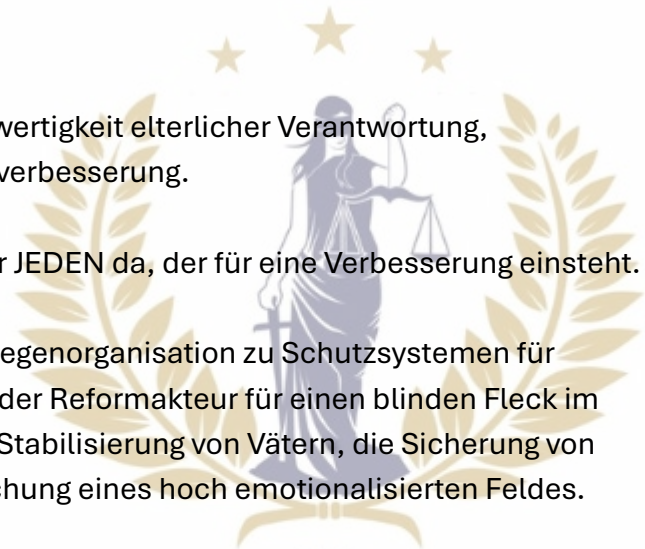 wertigkeit elterlicher Verantwortung,
verbesserung.
r JEDEN da, der für eine Verbesserung einsteht.
egenorganisation zu Schutzsystemen für
der Reformakteur für einen blinden Fleck im
Stabilisierung von Vätern, die Sicherung von
chung eines hoch emotionalisierten Feldes.